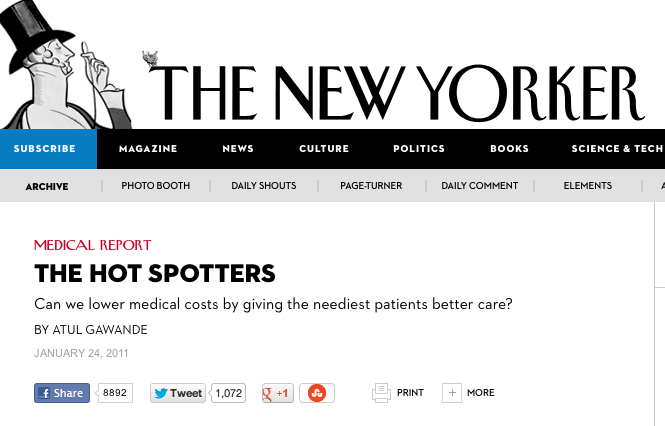 THE NEW YORKER
SUBSCRIBE MAGAZINE NEWS CULTURE POLITICS BOOKS SCIENCE & TECH
ARCHIVE PHOTO BOOTH DAILY SHOUTS PAGE-TURNER DAILY COMMENT ELEMENTS
MEDICAL REPORT
THE HOT SPOTTERS
Can we lower medical costs by giving the neediest patients better care?
BY ATUL GAWANDE
JANUARY 24, 2011
f Share 8892 Tweet 1,072 g +1 PRINT + MORE